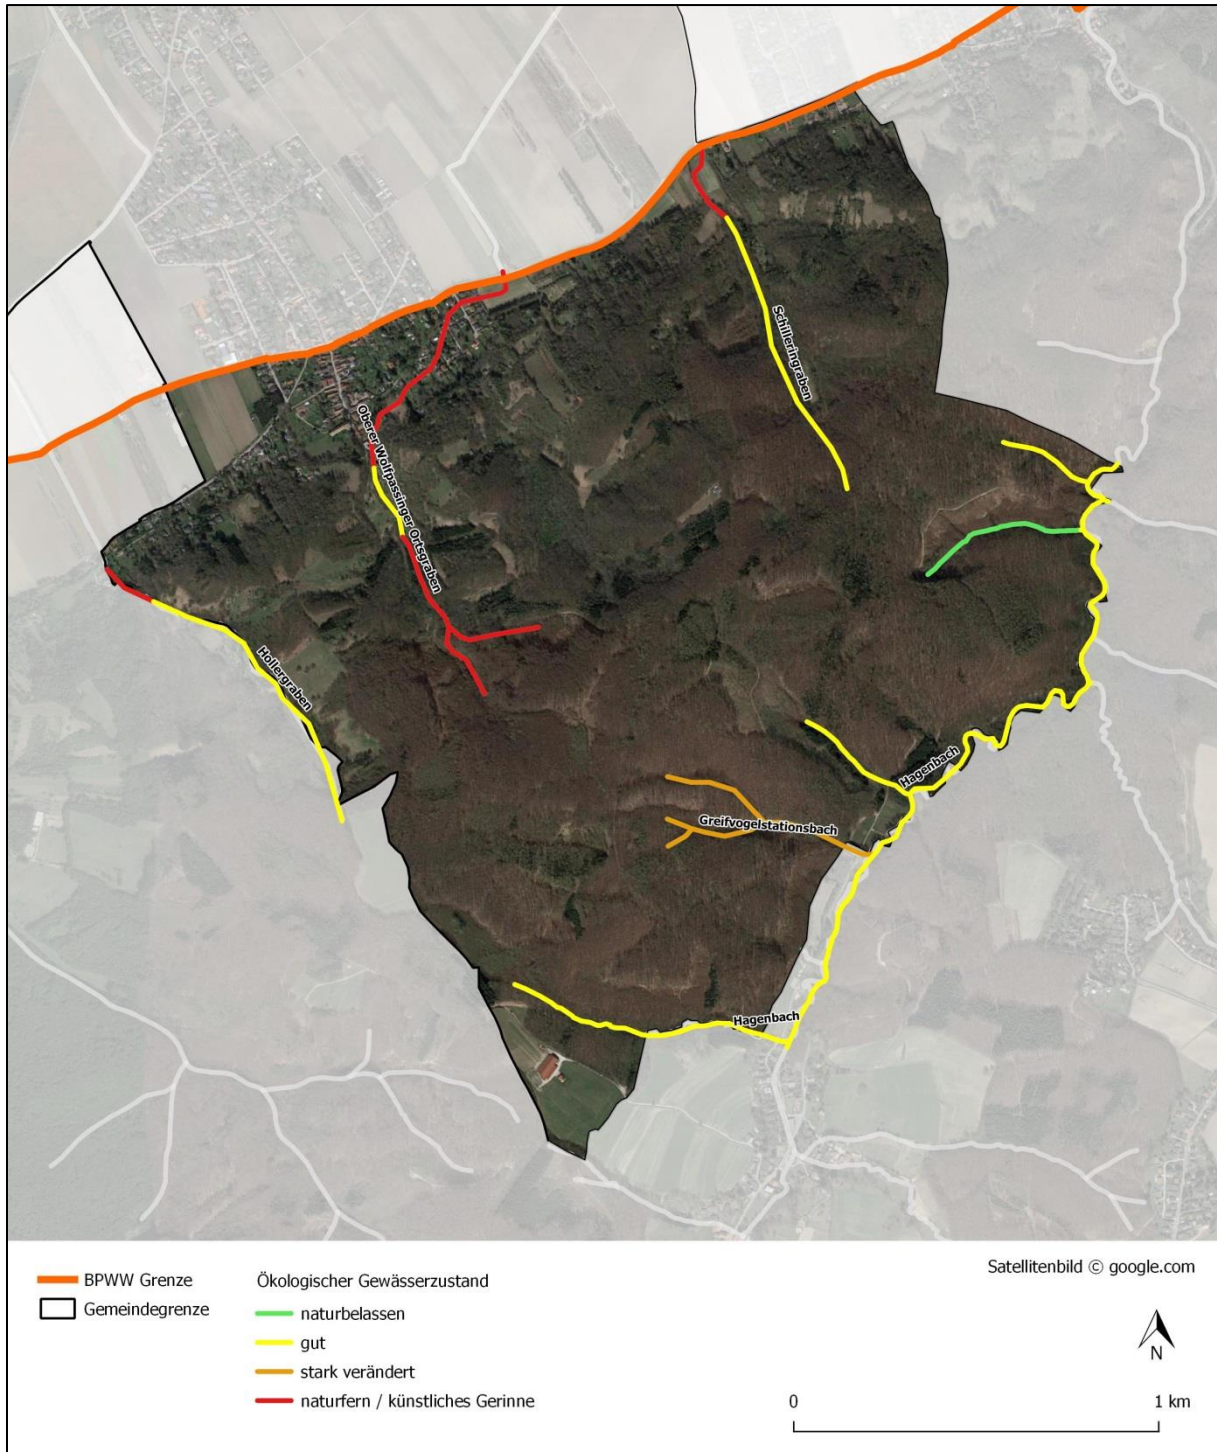 Schilleringraben
Oberer Wolfpassinger Ortsgraben
Hollergraben
Hagenbach
Greifvogelstationsbach
Hagenbach
BPWW Grenze
Gemeindegrenze
Ökologischer Gewässerzustand
naturbelassen
gut
stark verändert
naturfern / künstliches Gerinne
Satellitenbild © google.com
N
0 1 km